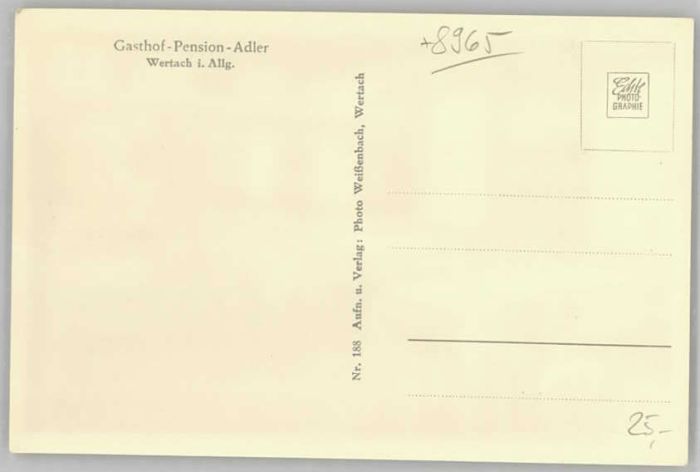 Gasthof-Pension-Adler
Wertach i. Allg.
+8965
Echte
PHOTO-
GRAPHIE
Nr. 188 Aufn. u. Verlag: Photo Weißenbach, Wertach
25,-